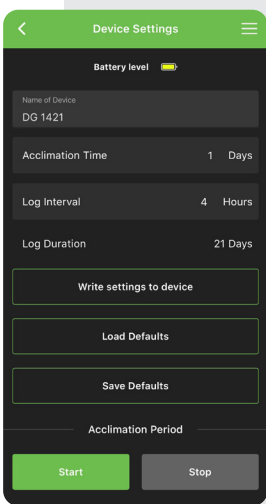 Device Settings
Battery level
Name of Device
DG 1421
Acclimation Time 1 Days
Log Interval 4 Hours
Log Duration 21 Days
Write settings to device
Load Defaults
Save Defaults
Acclimation Period
Start Stop